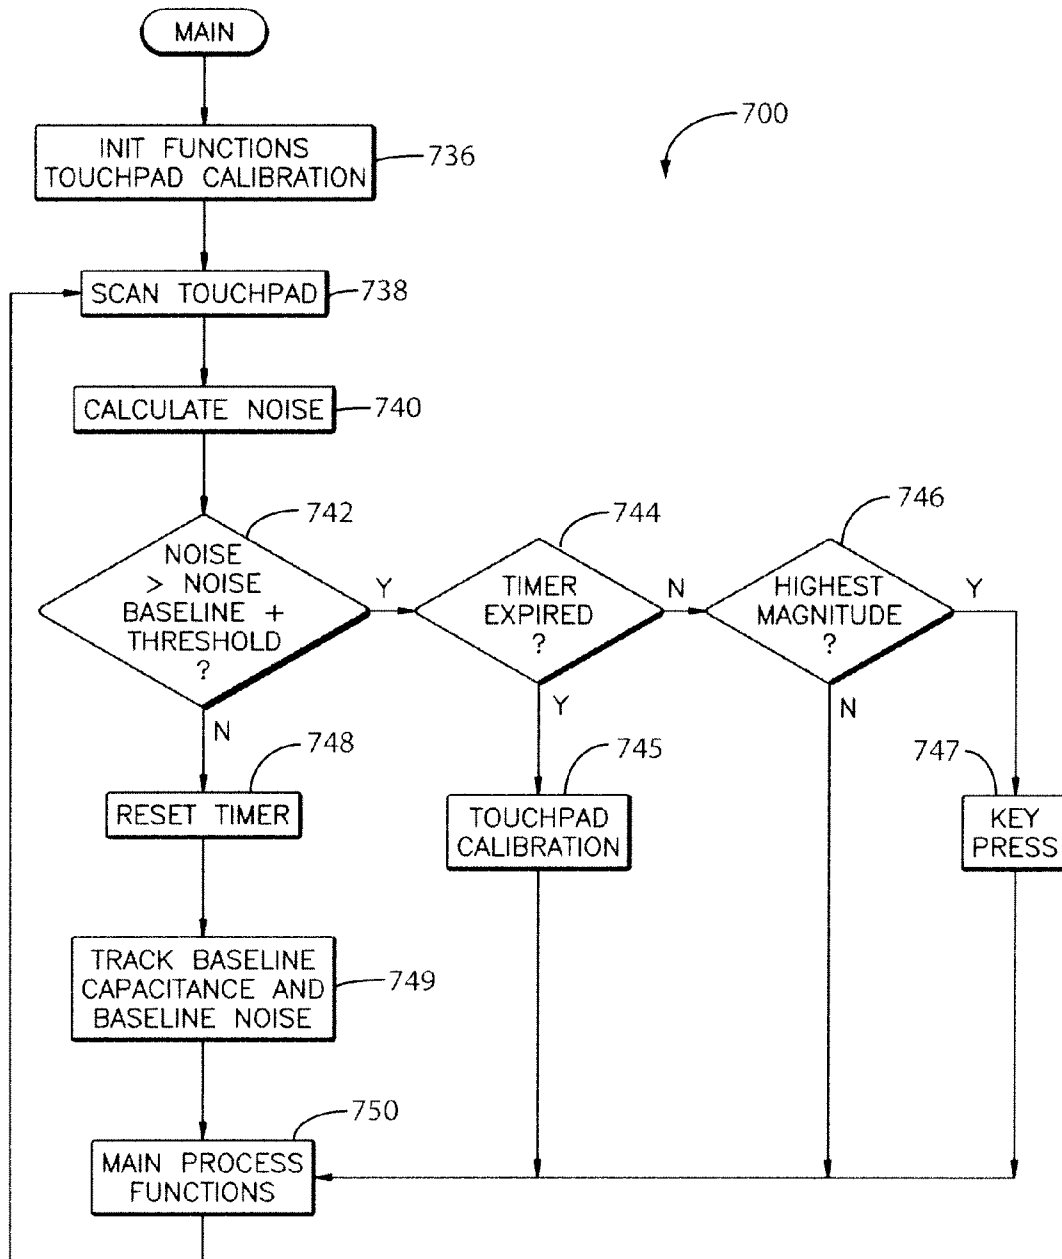 MAIN
700
INIT FUNCTIONS
TOUCHPAD CALIBRATION
736
SCAN TOUCHPAD
738
CALCULATE NOISE
740
742
744
746
NOISE
> NOISE
BASELINE +
THRESHOLD
?
Y
TIMER
EXPIRED
?
N
HIGHEST
MAGNITUDE
?
Y
N
Y
N
748
745
747
RESET TIMER
TOUCHPAD
CALIBRATION
KEY
PRESS
TRACK BASELINE
CAPACITANCE AND
BASELINE NOISE
749
750
MAIN PROCESS
FUNCTIONS